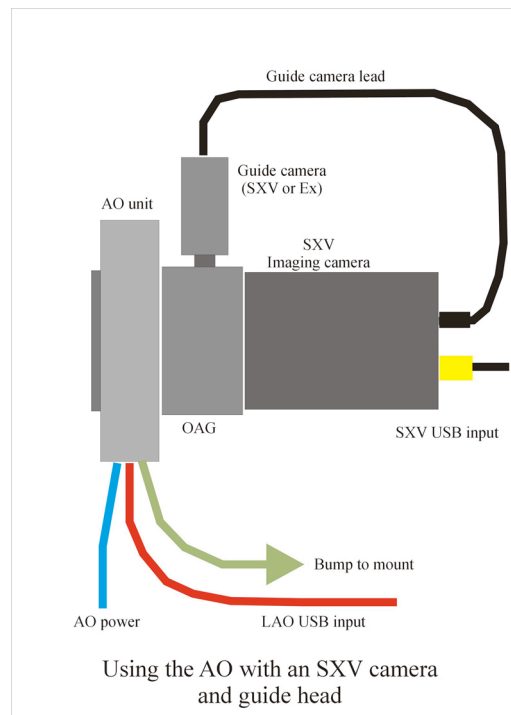 Guide camera lead
Guide camera
(SXV or Ex)
AO unit
SXV
Imaging camera
OAG
SXV USB input
Bump to mount
AO power
LAO USB input
Using the AO with an SXV camera
and guide head